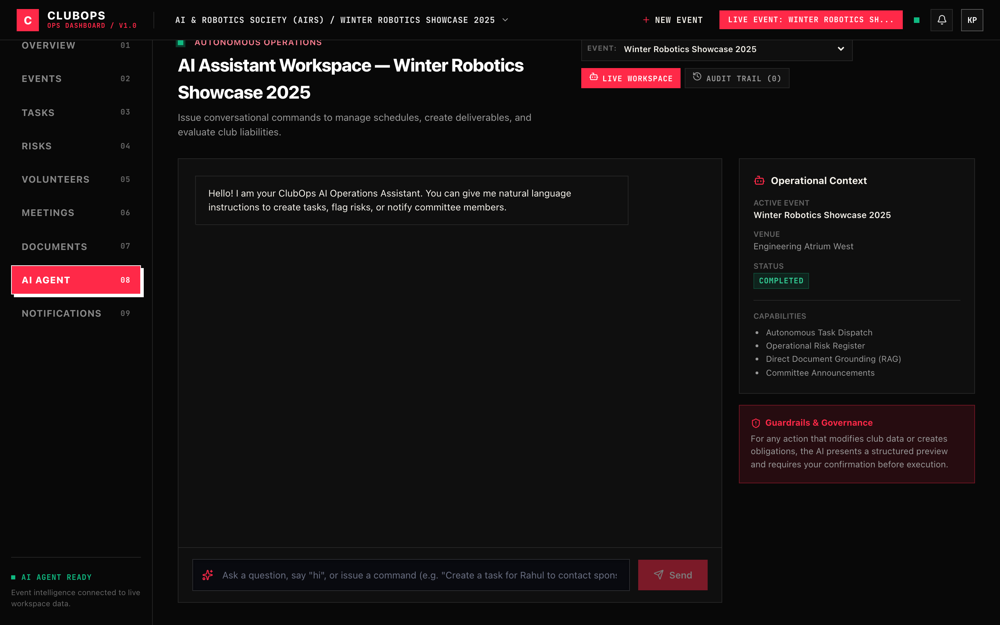 C
CLUBOPS
OPS DASHBOARD / V1.0
AI & ROBOTICS SOCIETY (AIRS) / WINTER ROBOTICS SHOWCASE 2025
+ NEW EVENT
LIVE EVENT: WINTER ROBOTICS SH...
KP
OVERVIEW 01
EVENTS 02
TASKS 03
RISKS 04
VOLUNTEERS 05
MEETINGS 06
DOCUMENTS 07
AI AGENT 08
NOTIFICATIONS 09
AI AGENT READY
Event intelligence connected to live
workspace data.
AUTONOMOUS OPERATIONS
AI Assistant Workspace — Winter Robotics
Showcase 2025
Issue conversational commands to manage schedules, create deliverables, and
evaluate club liabilities.
EVENT: Winter Robotics Showcase 2025
LIVE WORKSPACE
AUDIT TRAIL (0)
Hello! I am your ClubOps AI Operations Assistant. You can give me natural language
instructions to create tasks, flag risks, or notify committee members.
Ask a question, say "hi", or issue a command (e.g. "Create a task for Rahul to contact spons
Send
Operational Context
ACTIVE EVENT
Winter Robotics Showcase 2025
VENUE
Engineering Atrium West
STATUS
COMPLETED
CAPABILITIES
• Autonomous Task Dispatch
• Operational Risk Register
• Direct Document Grounding (RAG)
• Committee Announcements
Guardrails & Governance
For any action that modifies club data or creates
obligations, the AI presents a structured preview
and requires your confirmation before execution.